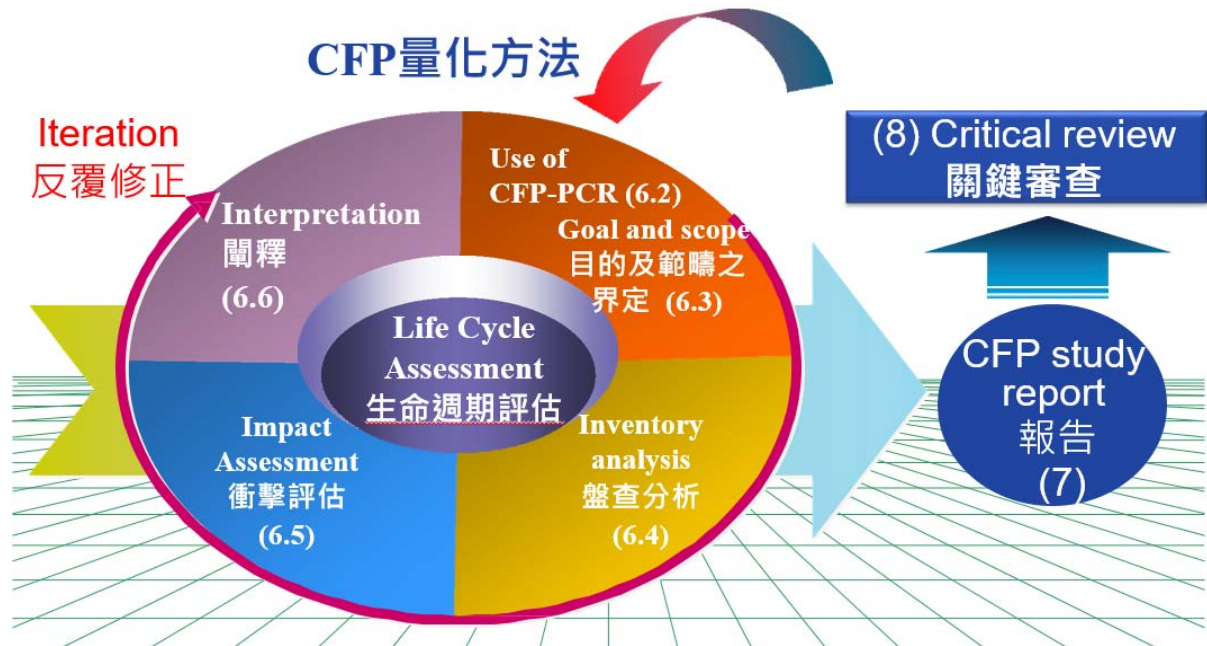 CFP量化方法
Iteration
反覆修正
Interpretation
闡釋
(6.6)
Use of
CFP-PCR (6.2)
Goal and scope
目的及範疇之
界定 (6.3)
Life Cycle
Assessment
生命週期評估
Impact
Assessment
衝擊評估
(6.5)
Inventory
analysis
盤查分析
(6.4)
(8) Critical review
關鍵審查
CFP study
report
報告
(7)